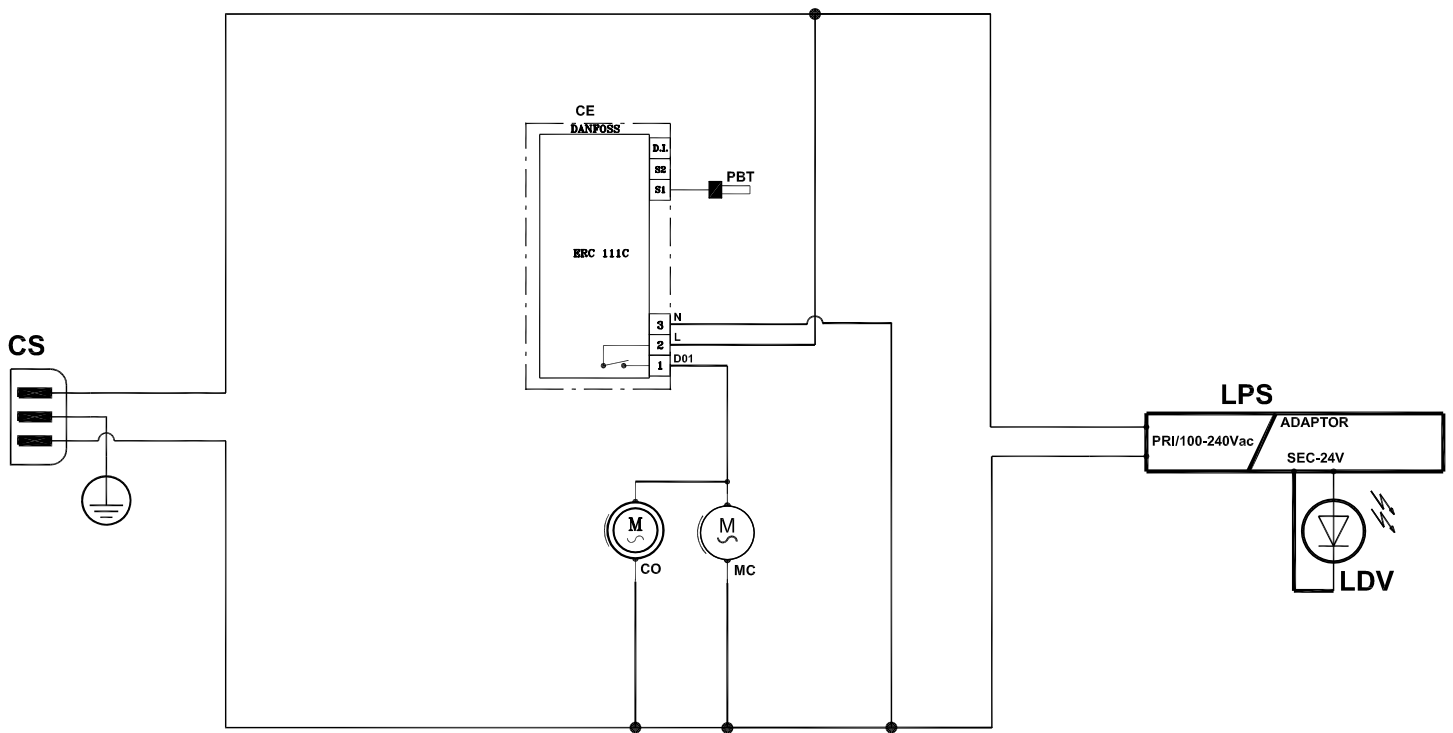 CE
DANFOSS
D.I.
S2
S1
PBT
ERC 111C
3
N
2
L
1
D01
CS
LPS
ADAPTOR
PRI/100-240Vac
SEC-24V
M
M
CO
MC
LDV